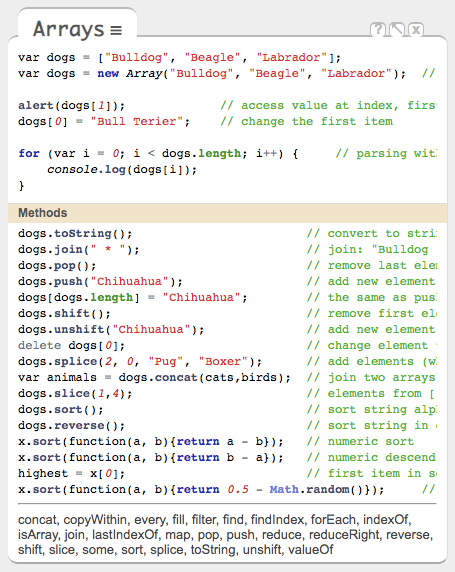 Arrays ≡
? x
var dogs = ["Bulldog", "Beagle", "Labrador"];
var dogs = new Array("Bulldog", "Beagle", "Labrador");  //
alert(dogs[1]);             // access value at index, firs
dogs[0] = "Bull Terier";    // change the first item
for (var i = 0; i < dogs.length; i++) {     // parsing wit
    console.log(dogs[i]);
}
Methods
dogs.toString();                        // convert to stri
dogs.join(" * ");                       // join: "Bulldog
dogs.pop();                             // remove last elem
dogs.push("Chihuahua");                 // add new element
dogs[dogs.length] = "Chihuahua";        // the same as pus
dogs.shift();                           // remove first el
dogs.unshift("Chihuahua");              // add new element
delete dogs[0];                         // change element
dogs.splice(2, 0, "Pug", "Boxer");      // add elements (w
var animals = dogs.concat(cats,birds);  // join two arrays
dogs.slice(1,4);                        // elements from [
dogs.sort();                            // sort string alp
dogs.reverse();                         // sort string in
x.sort(function(a, b){return a - b});   // numeric sort
x.sort(function(a, b){return b - a});   // numeric descend
highest = x[0];                         // first item in s
x.sort(function(a, b){return 0.5 - Math.random()});     //
concat, copyWithin, every, fill, filter, find, findIndex, forEach, indexOf,
isArray, join, lastIndexOf, map, pop, push, reduce, reduceRight, reverse,
shift, slice, some, sort, splice, toString, unshift, valueOf